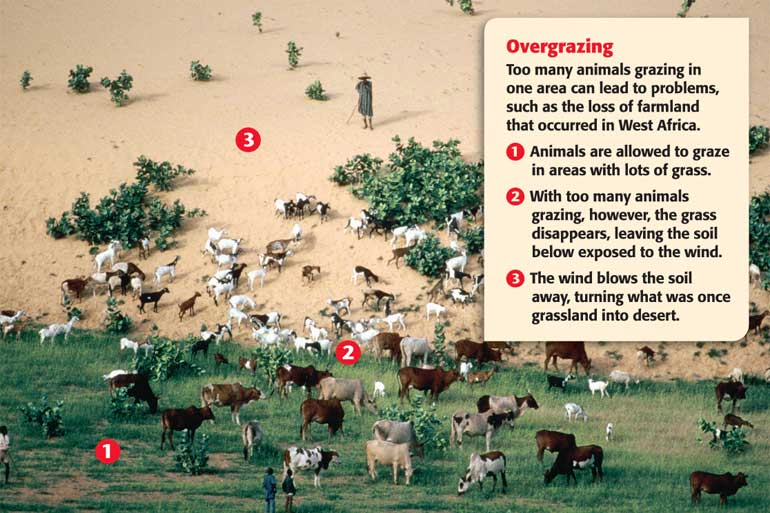 Overgrazing
Too many animals grazing in
one area can lead to problems,
such as the loss of farmland
that occurred in West Africa.
1 Animals are allowed to graze
in areas with lots of grass.
2 With too many animals
grazing, however, the grass
disappears, leaving the soil
below exposed to the wind.
3 The wind blows the soil
away, turning what was once
grassland into desert.
3
2
1